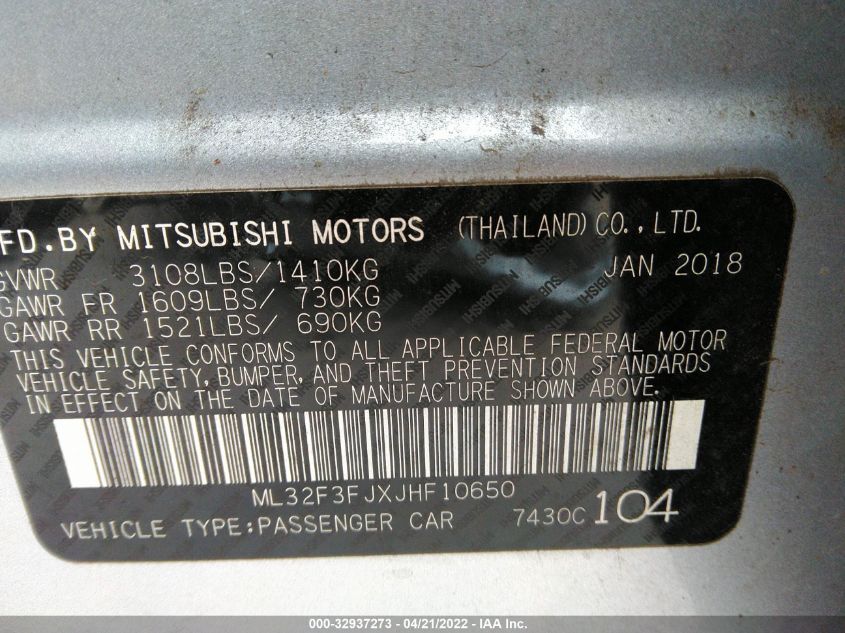 FD.BY MITSUBISHI MOTORS (THAILAND) CO., LTD.
GVWR 3108LBS/1410KG JAN 2018
GAWR FR 1609LBS/ 730KG
GAWR RR 1521LBS/ 690KG
THIS VEHICLE CONFORMS TO ALL APPLICABLE FEDERAL MOTOR
VEHICLE SAFETY, BUMPER, AND THEFT PREVENTION STANDARDS
IN EFFECT ON THE DATE OF MANUFACTURE SHOWN ABOVE.
ML32F3FJXJHF10650
VEHICLE TYPE:PASSENGER CAR 7430C 104
000-32937273 - 04/21/2022 - IAA Inc.